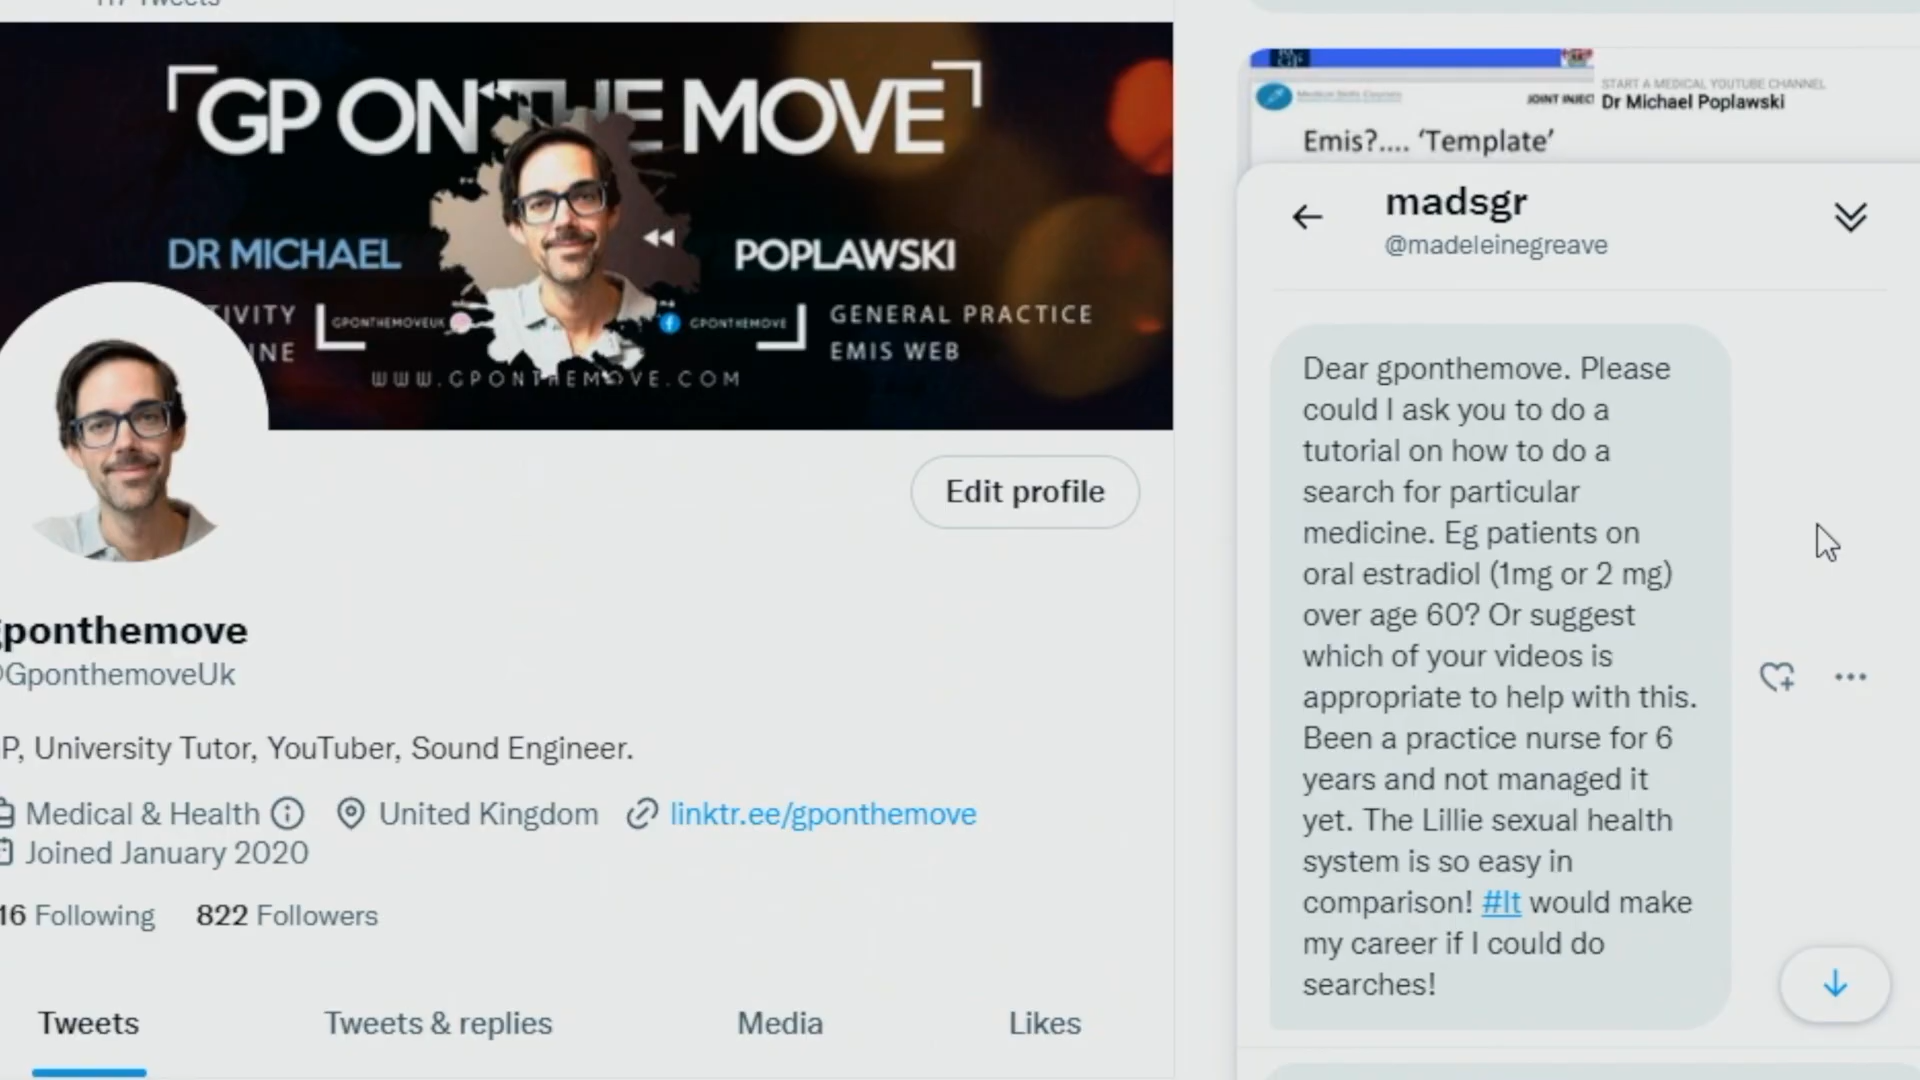 117 Tweets
GP ON THE MOVE
DR MICHAEL POPLAWSKI
GPONTHEMOVEUK
GPONTHEMOVE
GENERAL PRACTICE
EMIS WEB
WWW.GPONTHEMOVE.COM
Edit profile
gponthemove
@GponthemoveUk
P, University Tutor, YouTuber, Sound Engineer.
Medical & Health United Kingdom linktr.ee/gponthemove
Joined January 2020
16 Following 822 Followers
Tweets Tweets & replies Media Likes
START A MEDICAL YOUTUBE CHANNEL
Medical Skills Courses JOINT INJECT Dr Michael Poplawski
Emis?.... ‘Template’
madsgr
@madeleinegreave
Dear gponthemove. Please
could I ask you to do a
tutorial on how to do a
search for particular
medicine. Eg patients on
oral estradiol (1mg or 2 mg)
over age 60? Or suggest
which of your videos is
appropriate to help with this.
Been a practice nurse for 6
years and not managed it
yet. The Lillie sexual health
system is so easy in
comparison! #It would make
my career if I could do
searches!